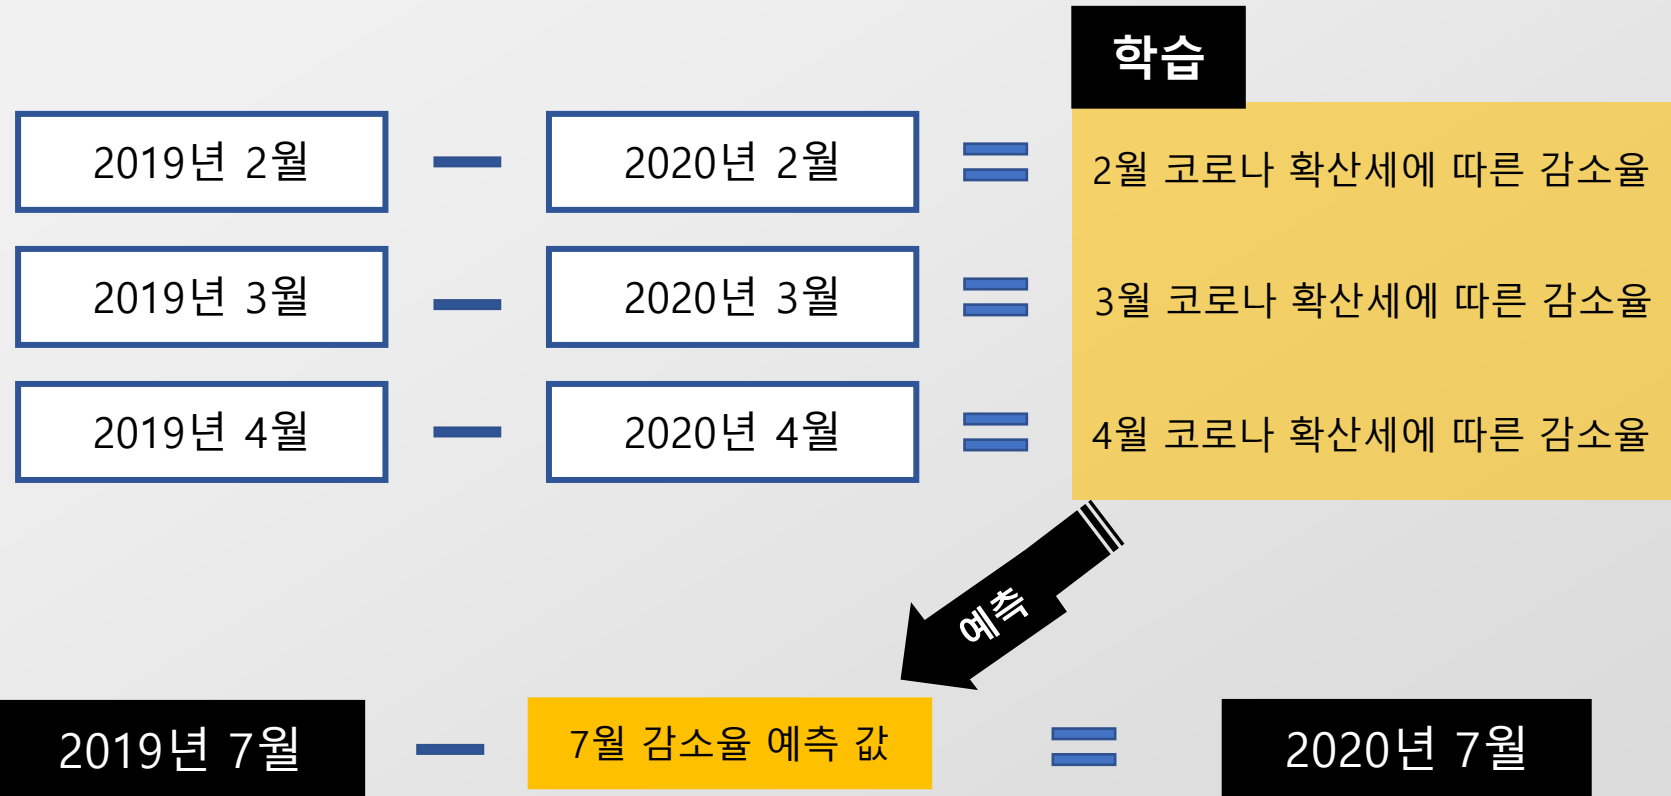 학습
2019년 2월
2020년 2월
2월 코로나 확산세에 따른 감소율
2019년 3월
2020년 3월
3월 코로나 확산세에 따른 감소율
2019년 4월
2020년 4월
4월 코로나 확산세에 따른 감소율
예측
2019년 7월
7월 감소율 예측 값
2020년 7월